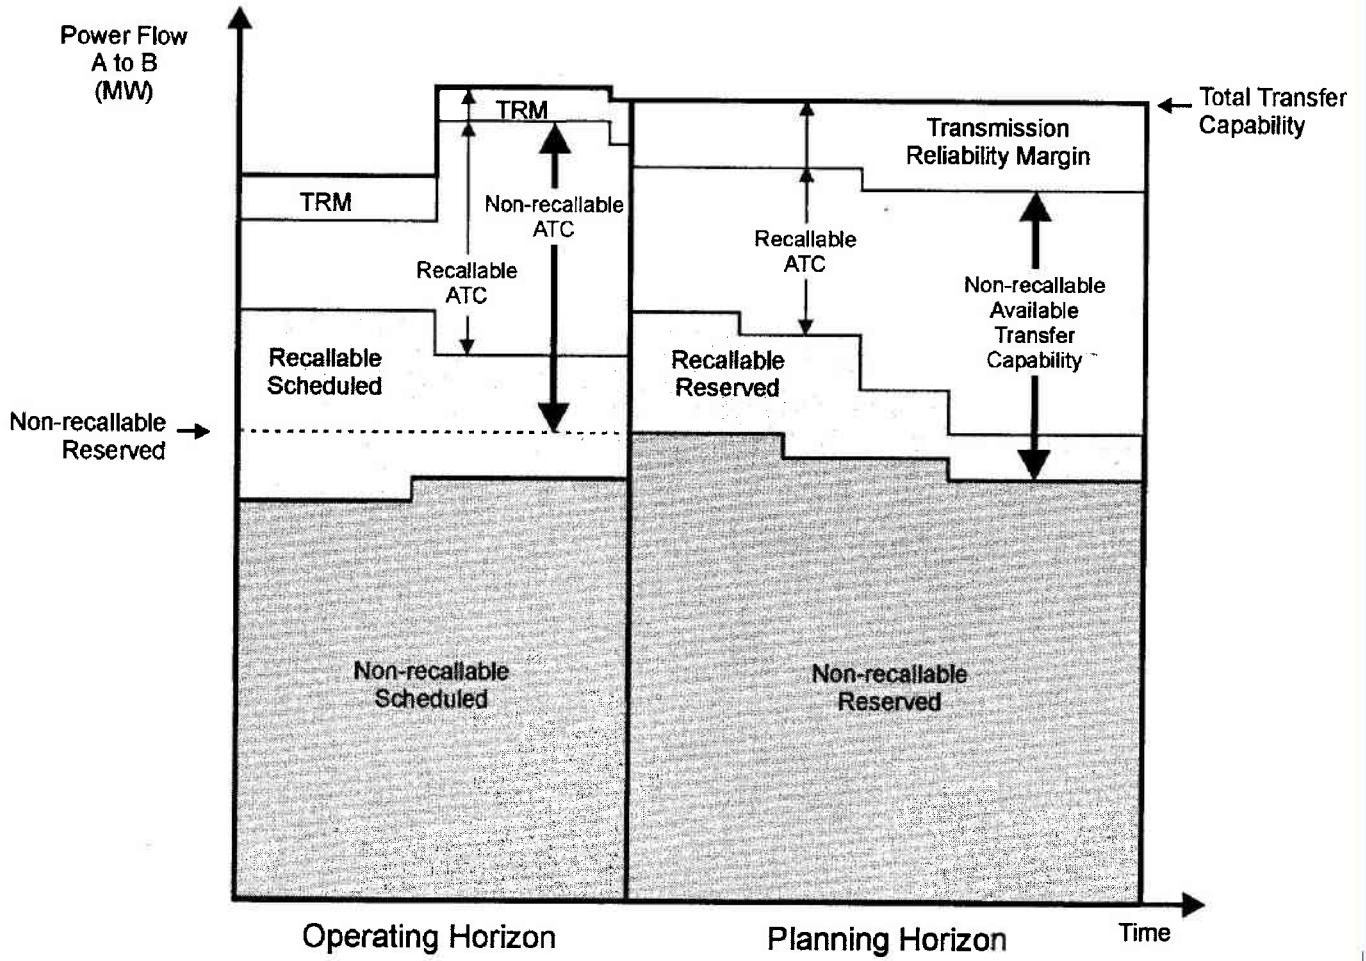 Power Flow
A to B
(MW)
TRM
Total Transfer
Capability
Transmission
Reliability Margin
TRM
Non-recallable
ATC
Recallable
ATC
Recallable
ATC
Non-recallable
Available
Transfer
Capability
Recallable
Scheduled
Recallable
Reserved
Non-recallable
Reserved
Non-recallable
Scheduled
Non-recallable
Reserved
Operating Horizon
Planning Horizon
Time